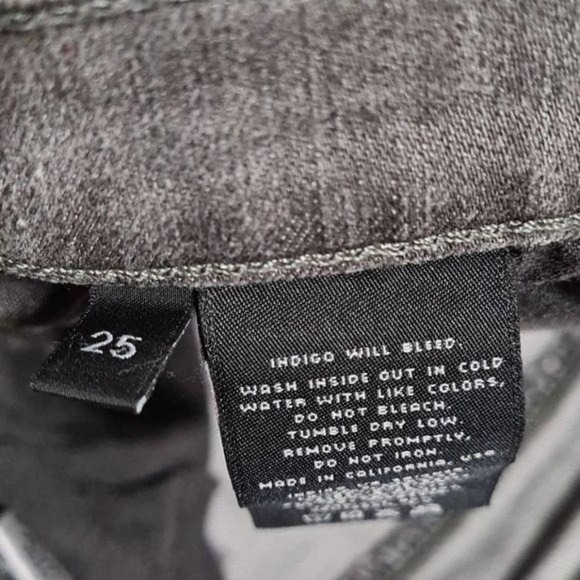 25
INDIGO WILL BLEED.
WASH INSIDE OUT IN COLD
WATER WITH LIKE COLORS,
DO NOT BLEACH,
TUMBLE DRY LOW.
REMOVE PROMPTLY,
DO NOT IRON.
MADE IN CALIFORNIA, USA